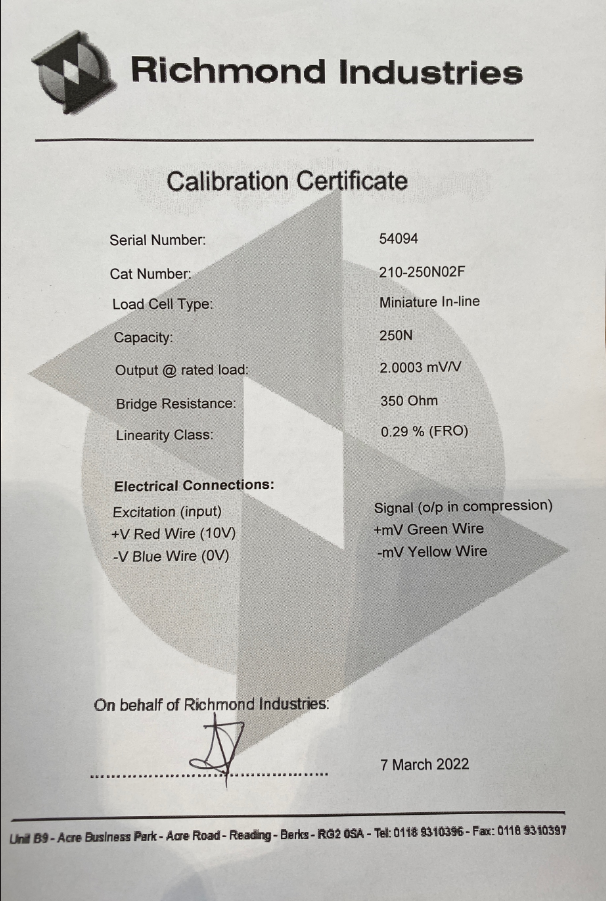 Richmond Industries
Calibration Certificate
Serial Number: 54094
Cat Number: 210-250N02F
Load Cell Type: Miniature In-line
Capacity: 250N
Output @ rated load: 2.0003 mV/V
Bridge Resistance: 350 Ohm
Linearity Class: 0.29 % (FRO)
Electrical Connections:
Excitation (input) Signal (o/p in compression)
+V Red Wire (10V) +mV Green Wire
-V Blue Wire (0V) -mV Yellow Wire
On behalf of Richmond Industries:
7 March 2022
Unit B9 - Acre Business Park - Acre Road - Reading - Berks - RG2 0SA - Tel: 0118 9310396 - Fax: 0118 9310397